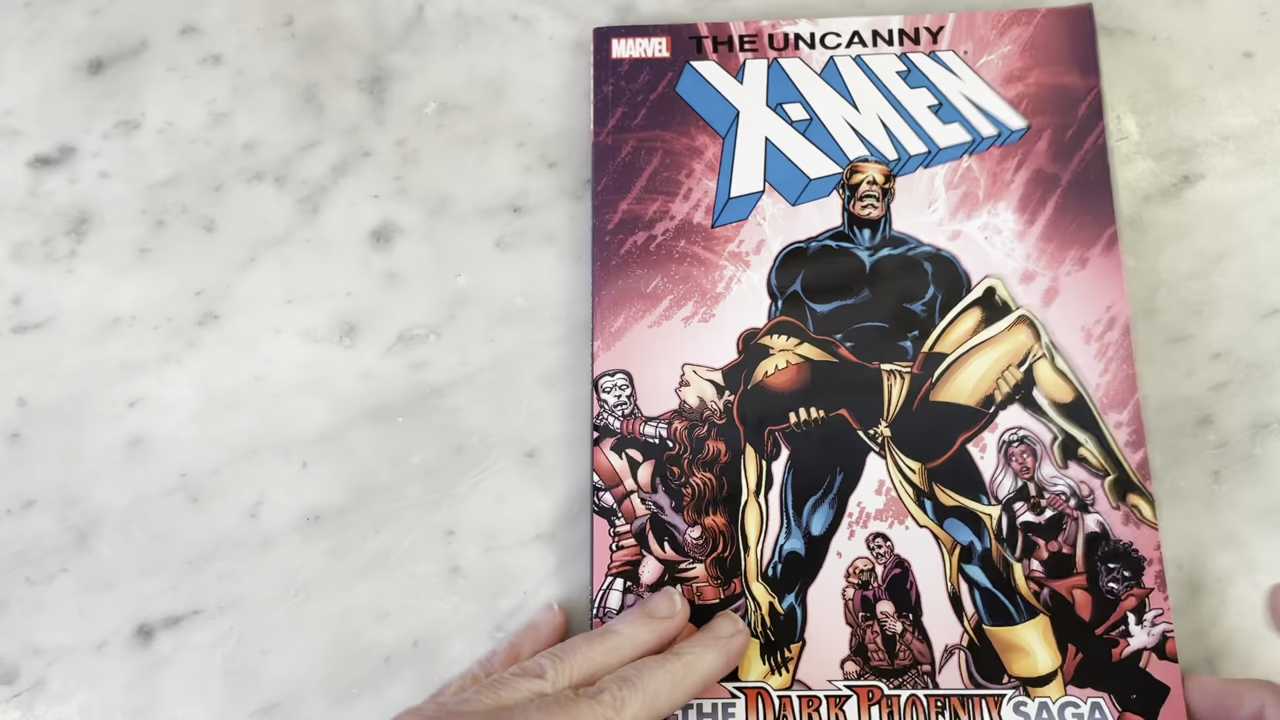 MARVEL
THE UNCANNY
X-MEN
THE DARK PHOENIX SAGA